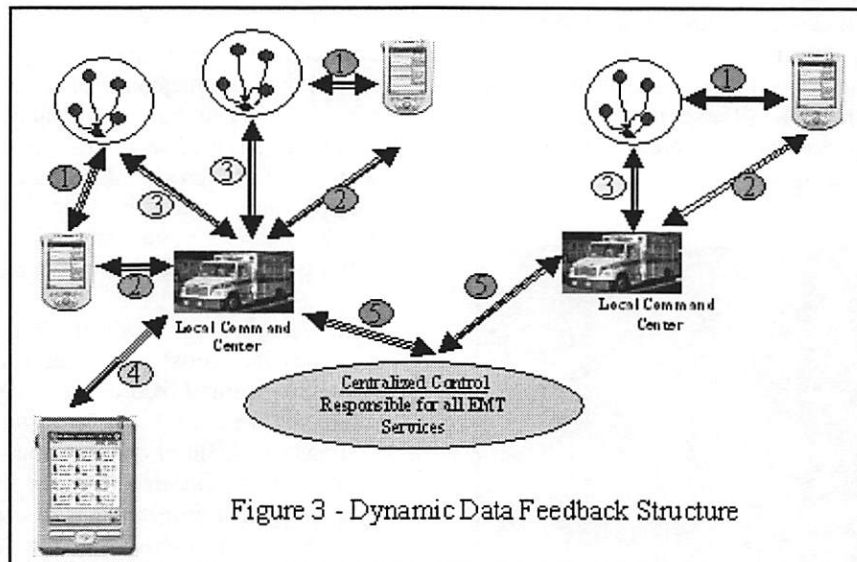 1
1
1
3
3
3
2
2
1
2
Local Command
Center
Local Command
Center
5
5
4
Centralized Control
Responsible for all EMT
Services
Figure 3 - Dynamic Data Feedback Structure